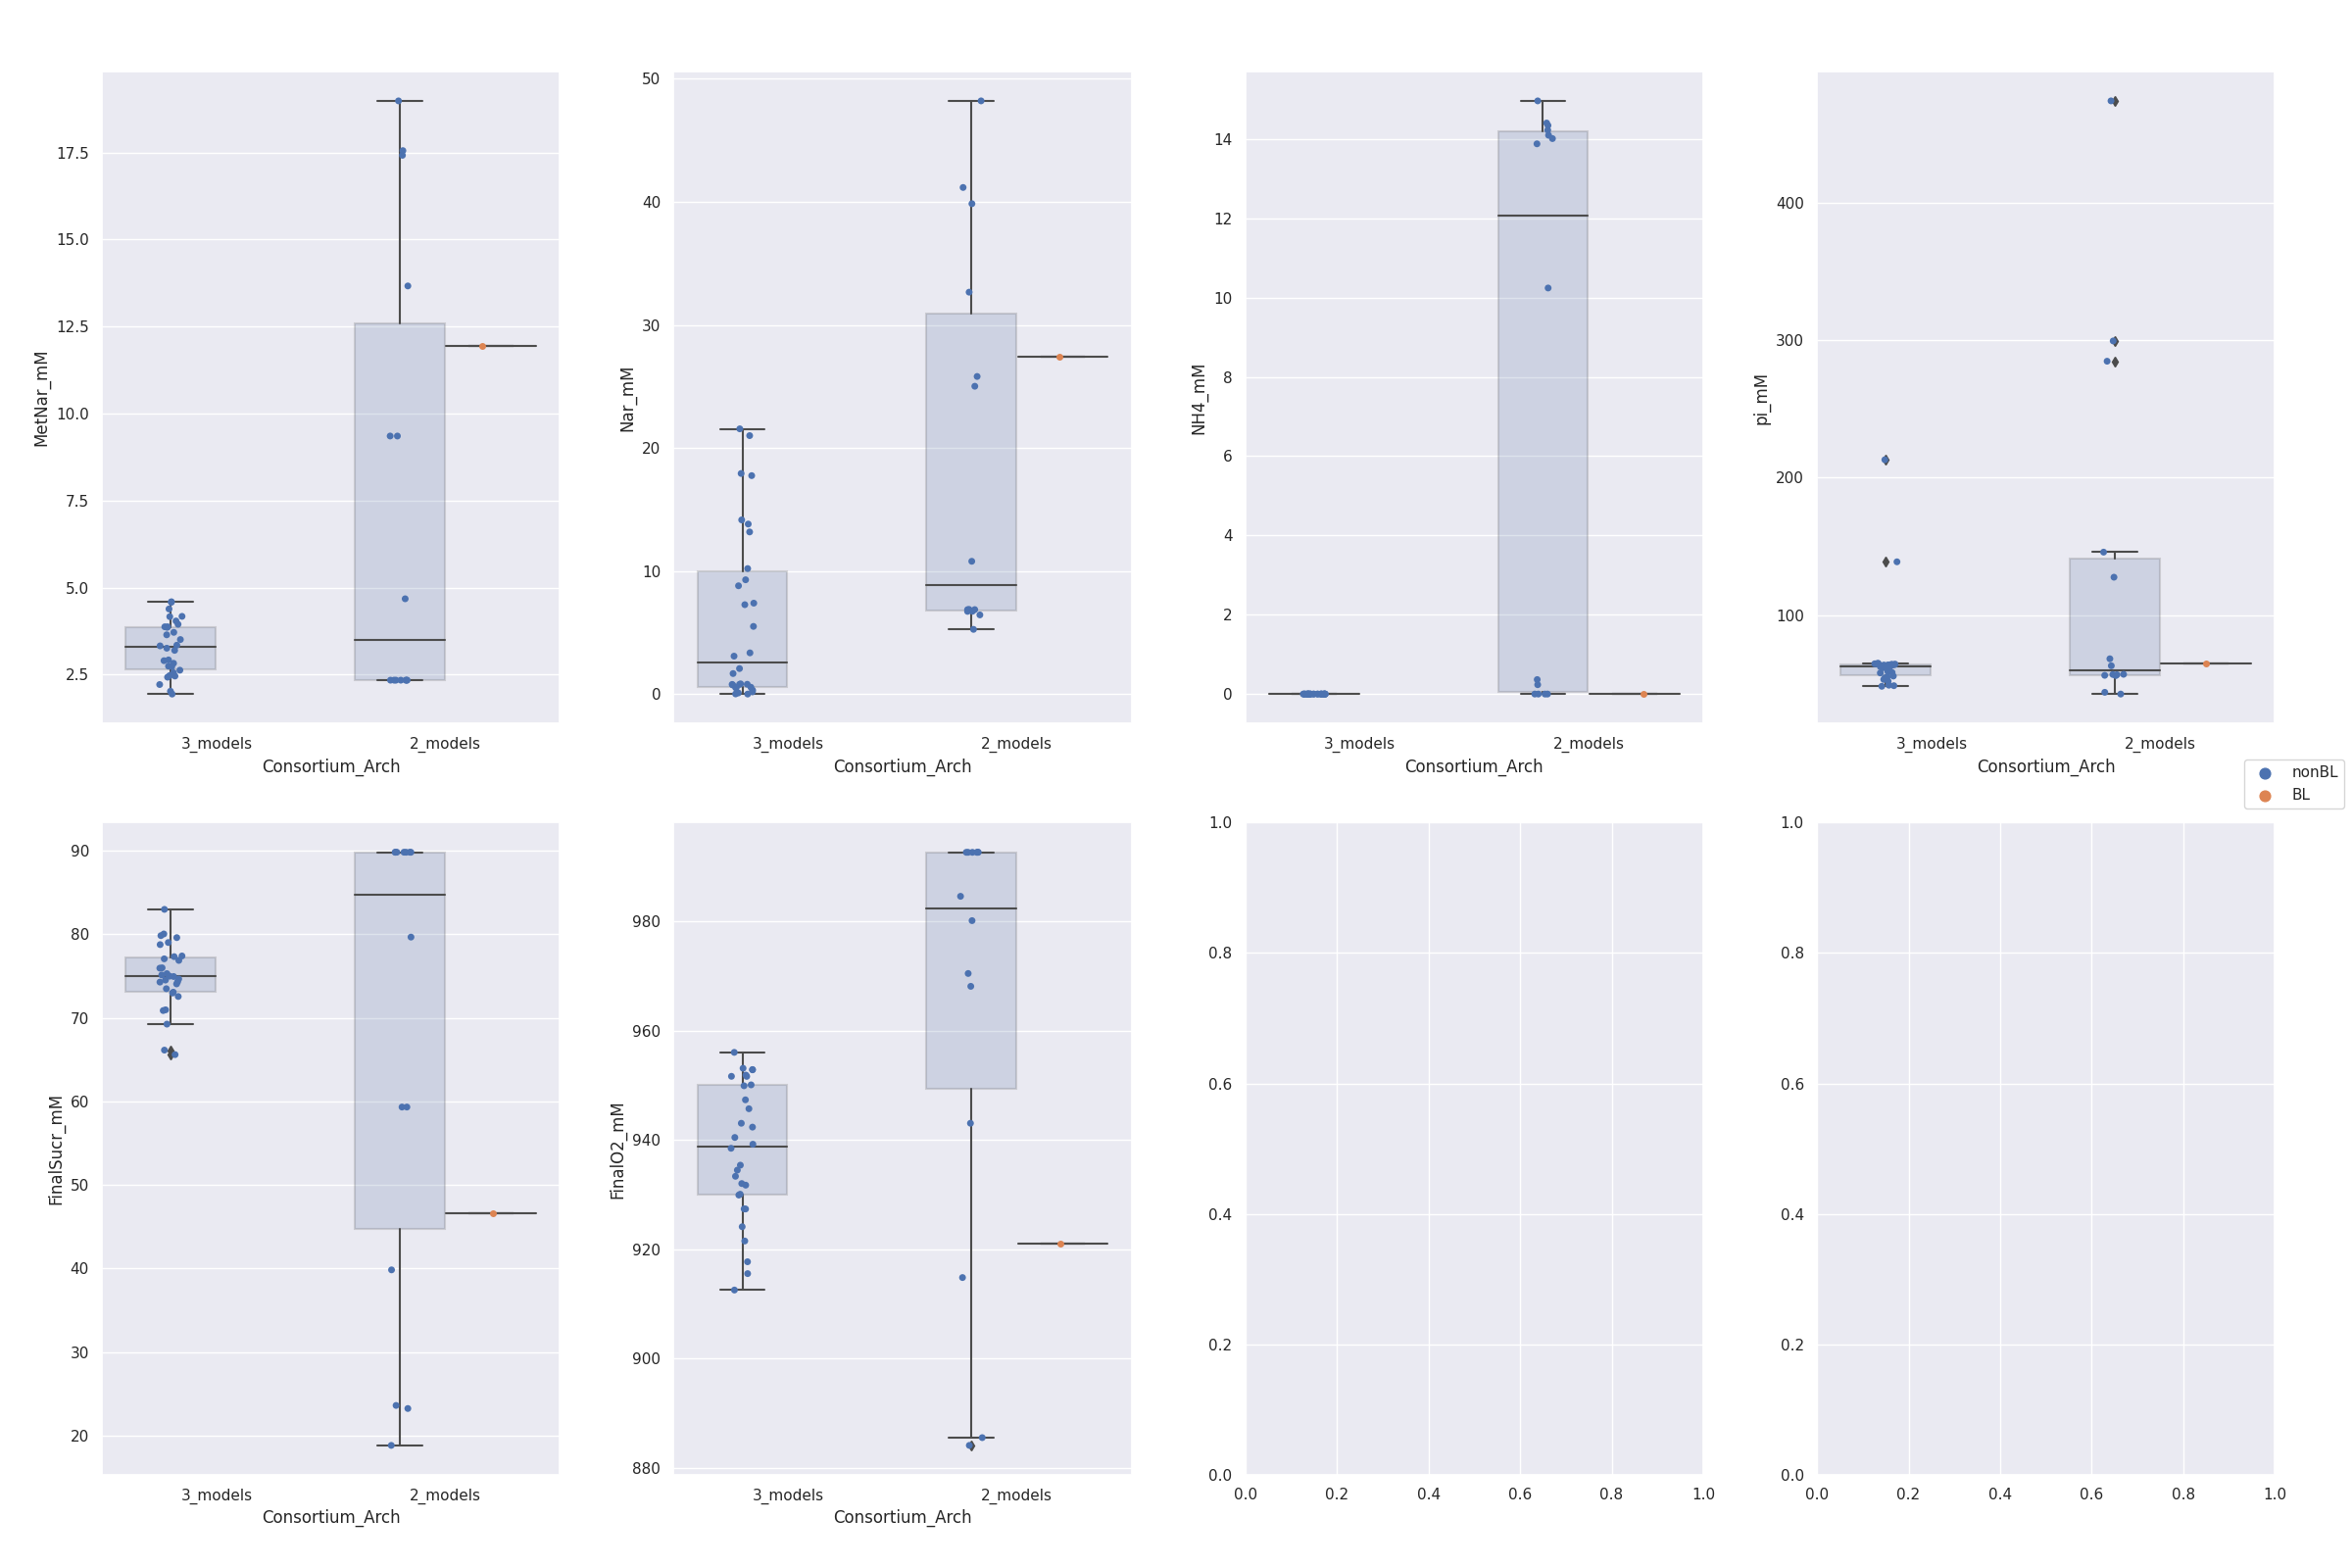 MetNar_mM
17.5
15.0
12.5
10.0
7.5
5.0
2.5
3_models
2_models
Consortium_Arch
Nar_mM
50
40
30
20
10
0
3_models
2_models
Consortium_Arch
NH4_mM
14
12
10
8
6
4
2
0
3_models
2_models
Consortium_Arch
pi_mM
400
300
200
100
3_models
2_models
Consortium_Arch
nonBL
BL
FinalSucr_mM
90
80
70
60
50
40
30
20
3_models
2_models
Consortium_Arch
FinalO2_mM
980
960
940
920
900
880
3_models
2_models
Consortium_Arch
1.0
0.8
0.6
0.4
0.2
0.0
0.0 0.2 0.4 0.6 0.8 1.0
1.0
0.8
0.6
0.4
0.2
0.0
0.0 0.2 0.4 0.6 0.8 1.0